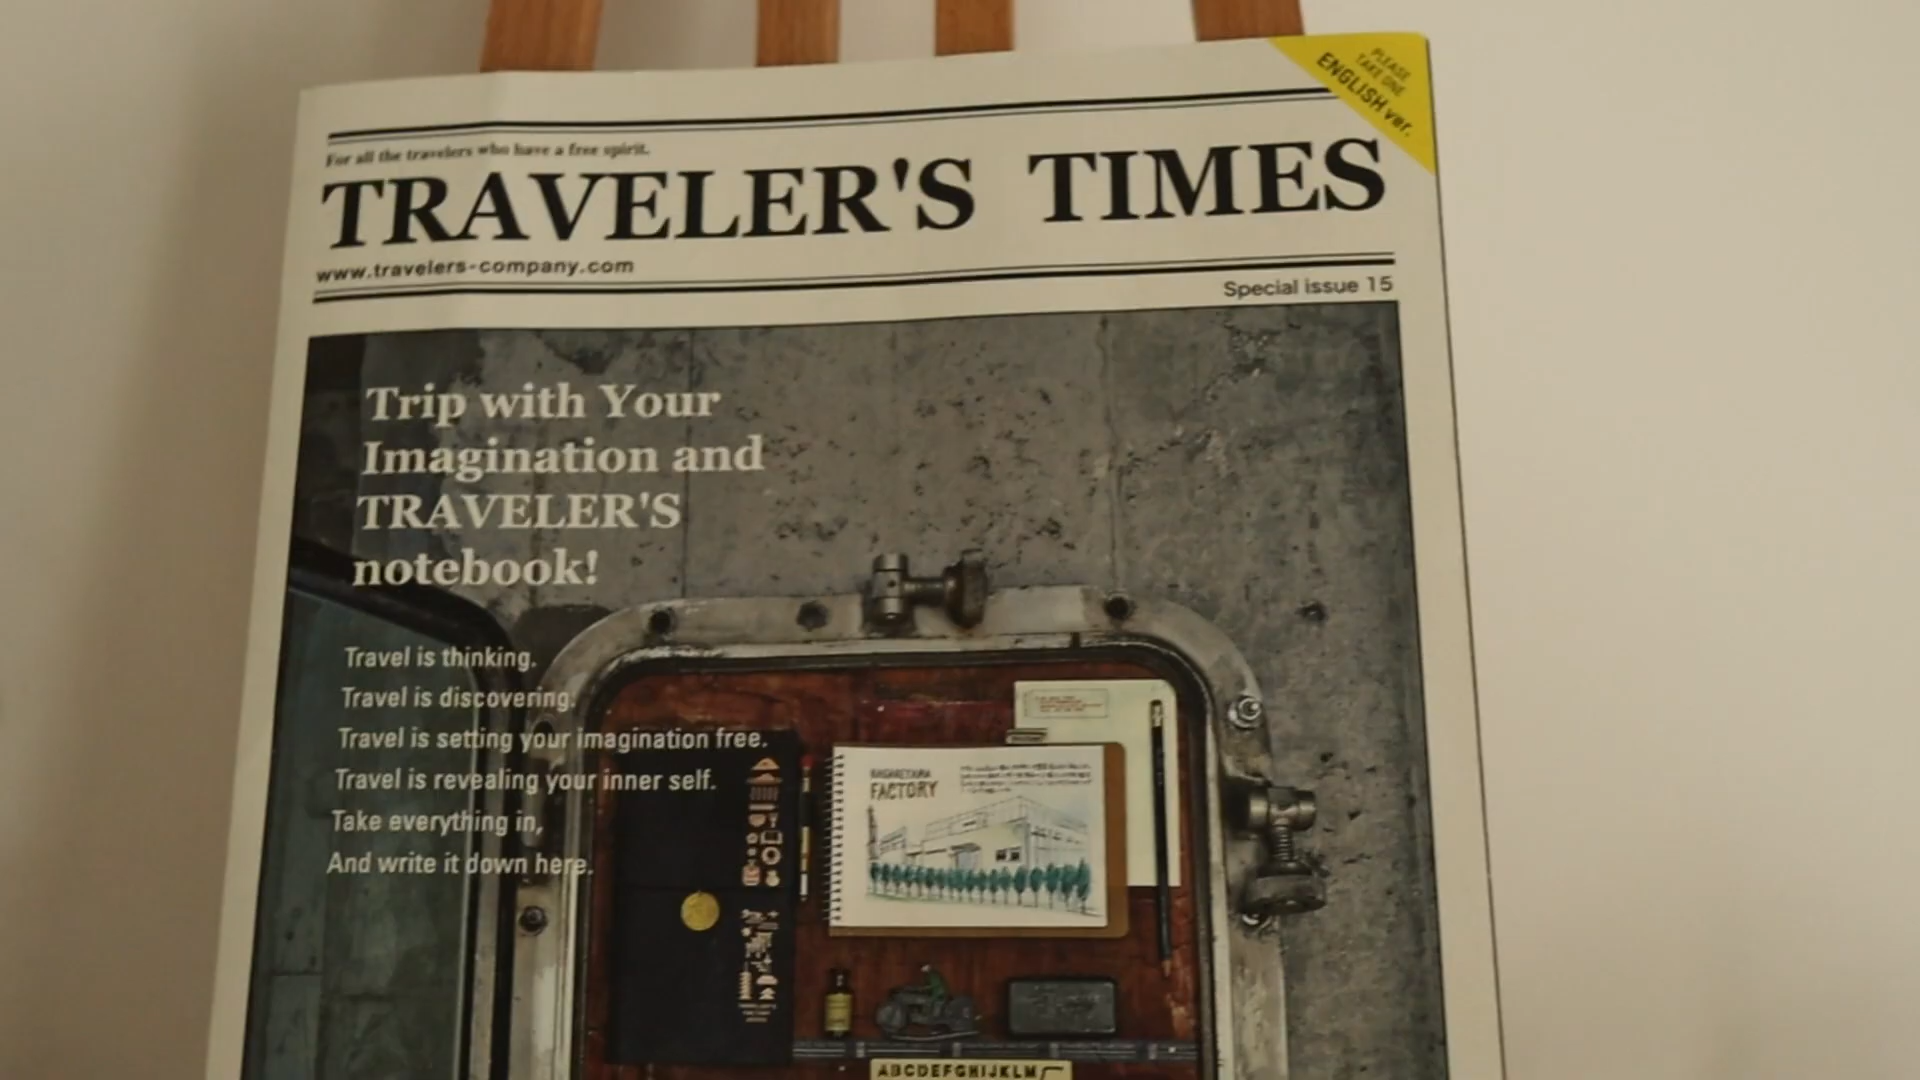 PLEASE
TAKE ONE
ENGLISH ver.
For all the travelers who have a free spirit.
TRAVELER'S TIMES
www.travelers-company.com
Special issue 15
Trip with Your
Imagination and
TRAVELER'S
notebook!
Travel is thinking.
Travel is discovering.
Travel is setting your imagination free.
Travel is revealing your inner self.
Take everything in,
And write it down here.
FACTORY
ABCDEFGHIJKLM